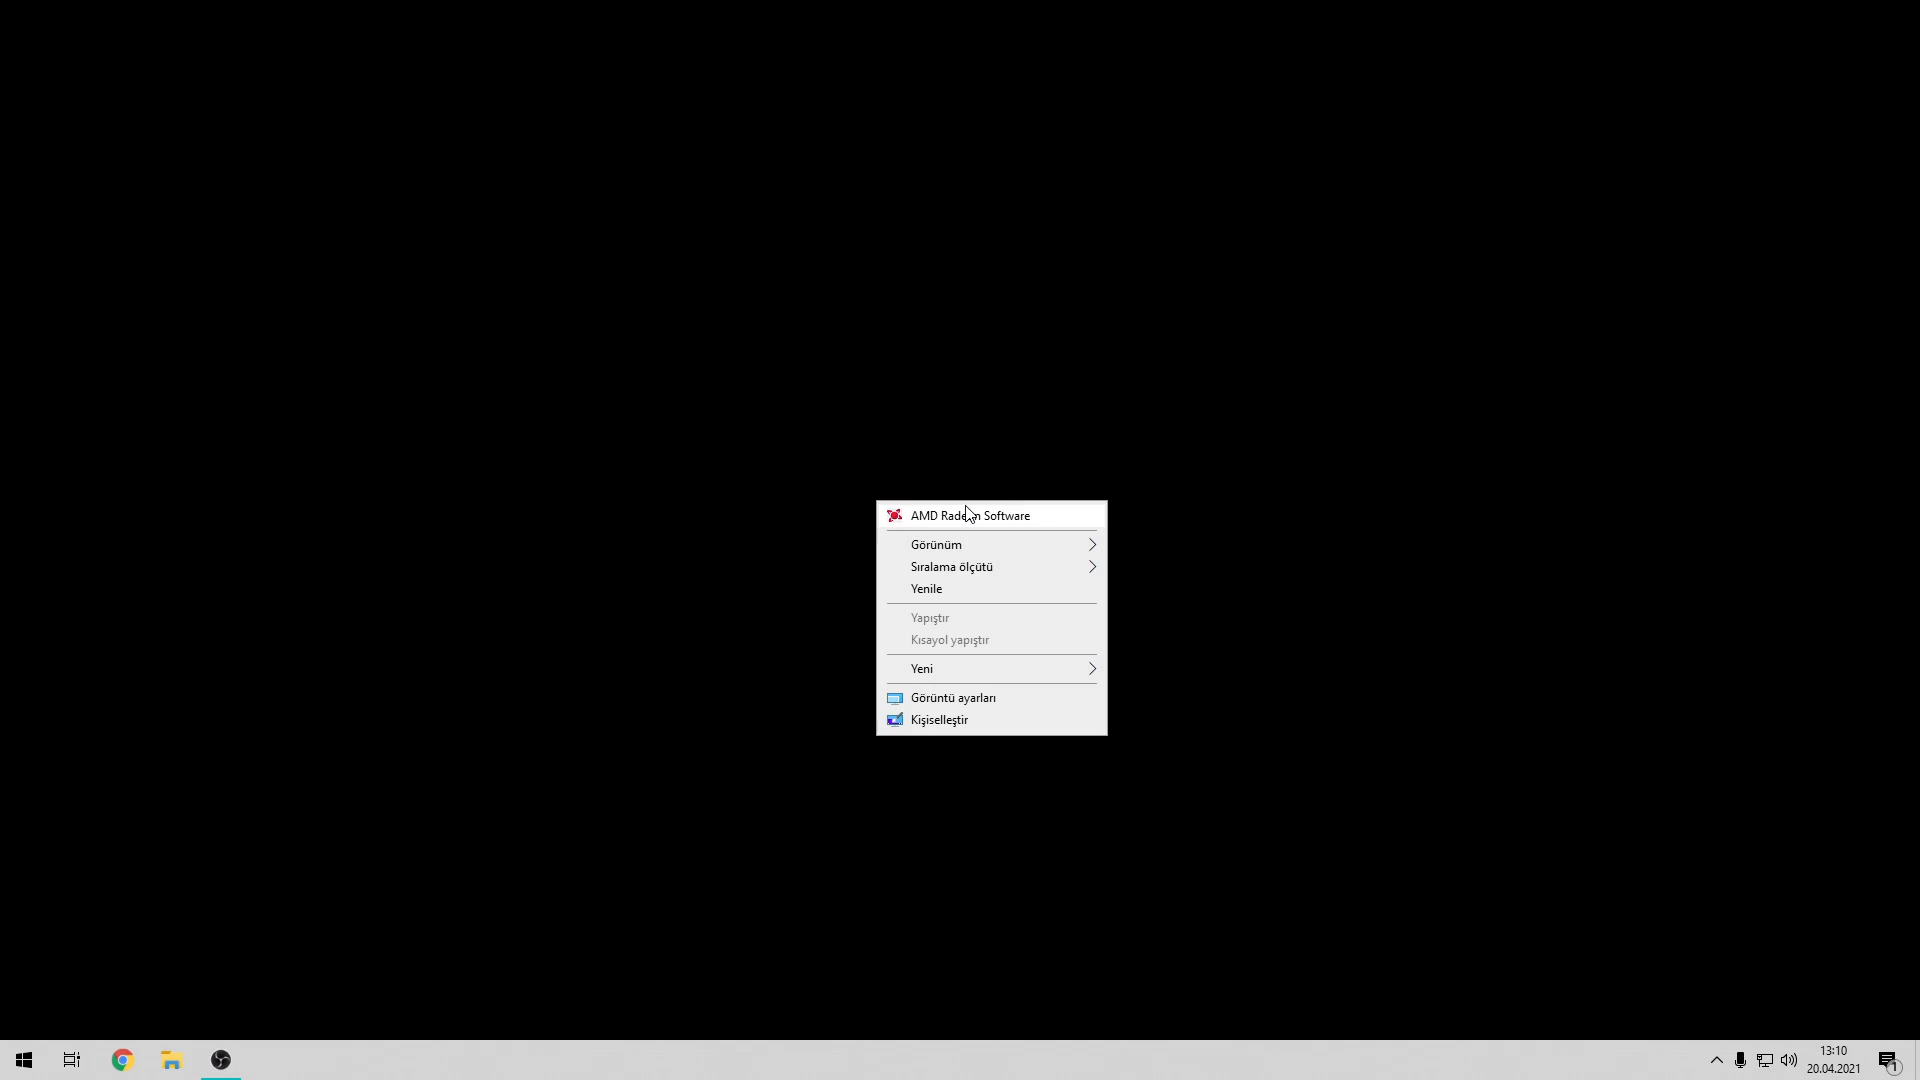 AMD Radeon Software
Görünüm
Sıralama ölçütü
Yenile
Yapıştır
Kısayol yapıştır
Yeni
Görüntü ayarları
Kişiselleştir
13:10
20.04.2021
1